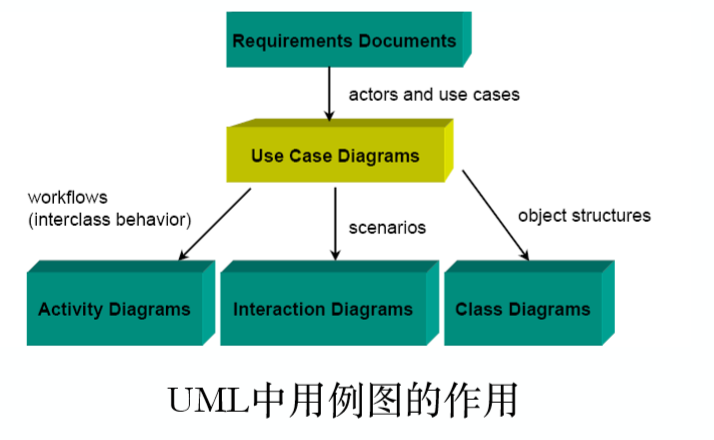 Requirements Documents
actors and use cases
Use Case Diagrams
workflows
(interclass behavior)
scenarios
object structures
Activity Diagrams
Interaction Diagrams
Class Diagrams
UML中用例图的作用